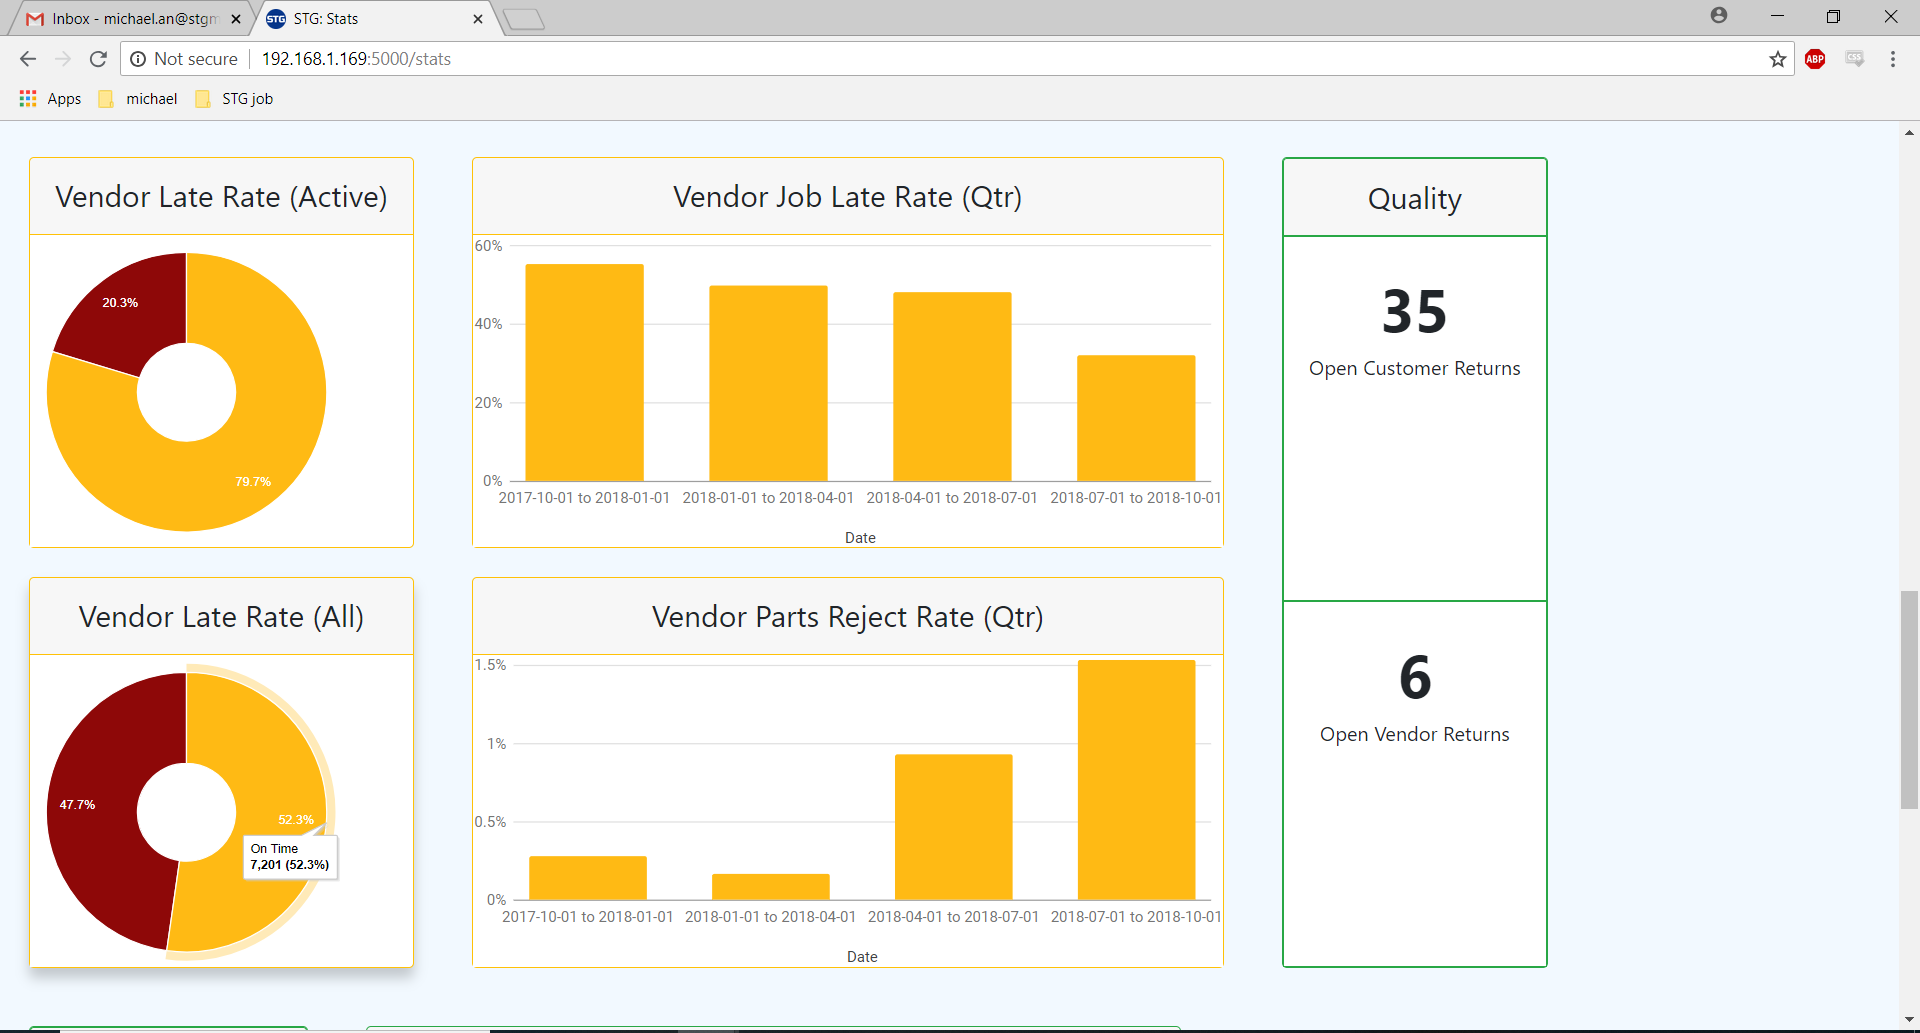 Inbox - michael.an@stgm
STG
STG: Stats
Not secure
192.168.1.169:5000/stats
ABP
CSS
Apps
michael
STG job
Vendor Late Rate (Active)
20.3%
79.7%
Vendor Job Late Rate (Qtr)
60%
40%
20%
0%
2017-10-01 to 2018-01-01
2018-01-01 to 2018-04-01
2018-04-01 to 2018-07-01
2018-07-01 to 2018-10-01
Date
Quality
35
Open Customer Returns
6
Open Vendor Returns
Vendor Late Rate (All)
47.7%
52.3%
On Time
7,201 (52.3%)
Vendor Parts Reject Rate (Qtr)
1.5%
1%
0.5%
0%
2017-10-01 to 2018-01-01
2018-01-01 to 2018-04-01
2018-04-01 to 2018-07-01
2018-07-01 to 2018-10-01
Date